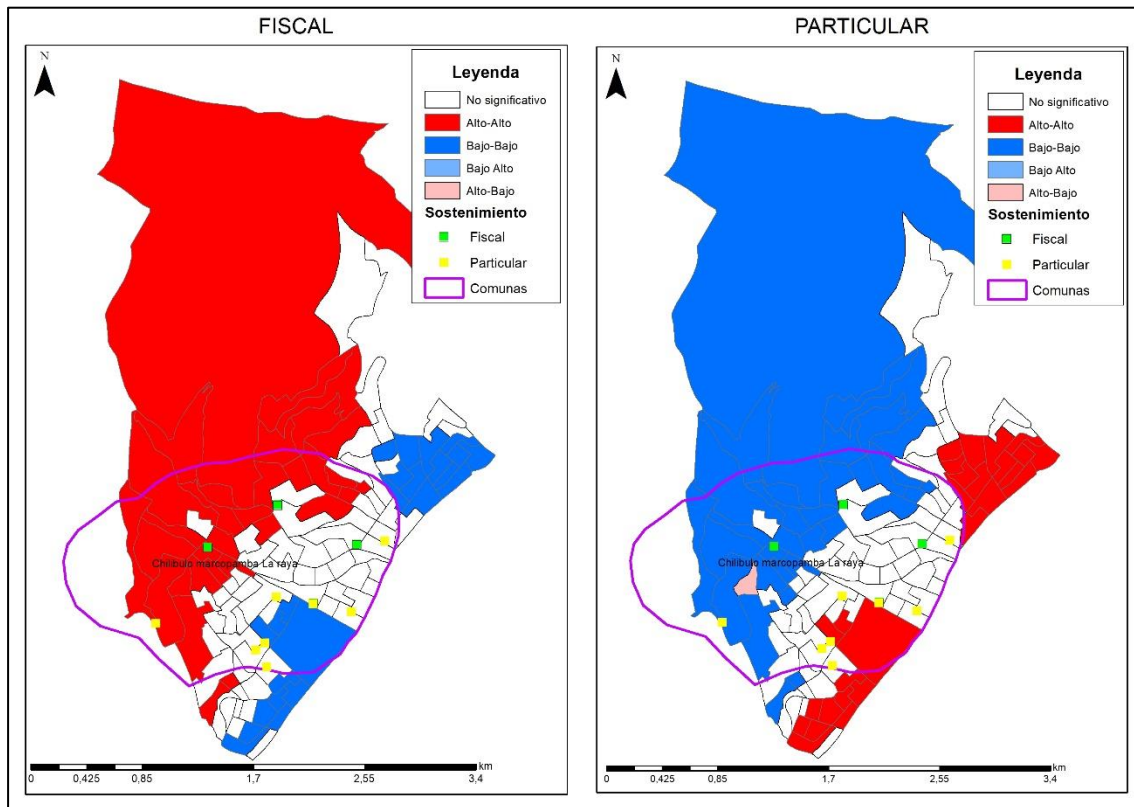 FISCAL
N
Leyenda
No significativo
Alto-Alto
Bajo-Bajo
Bajo Alto
Alto-Bajo
Sostenimiento
Fiscal
Particular
Comunas
Chilibulo marcopamba La raya
0 0,425 0,85 1,7 2,55 3,4 km
PARTICULAR
N
Leyenda
No significativo
Alto-Alto
Bajo-Bajo
Bajo Alto
Alto-Bajo
Sostenimiento
Fiscal
Particular
Comunas
Chilibulo marcopamba La raya
0 0,425 0,85 1,7 2,55 3,4 km